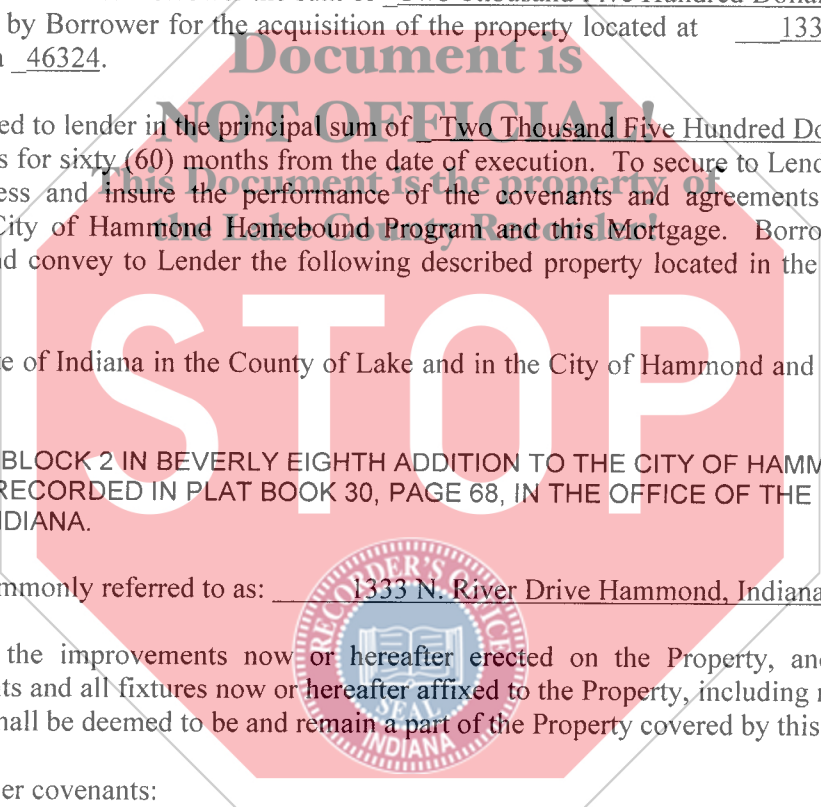 Two Thousand Five Hundred Dollar
by Borrower for the acquisition of the property located at 133
46324.
Document is
NOT OFFICIAL!
ed to lender in the principal sum of Two Thousand Five Hundred Do
s for sixty (60) months from the date of execution. To secure to Lend
This Document is the property of
ess and insure the performance of the covenants and agreements
the Lake County Recorder!
City of Hammond Homebound Program and this Mortgage. Borro
d convey to Lender the following described property located in the
STOP
e of Indiana in the County of Lake and in the City of Hammond and
BLOCK 2 IN BEVERLY EIGHTH ADDITION TO THE CITY OF HAMM
RECORDED IN PLAT BOOK 30, PAGE 68, IN THE OFFICE OF THE
NDIANA.
mmonly referred to as: 1333 N. River Drive Hammond, Indiana
RECORDER'S OFFICE
the improvements now or hereafter erected on the Property, an
ts and all fixtures now or hereafter affixed to the Property, including
SEAL
hall be deemed to be and remain a part of the Property covered by this
INDIANA
er covenants: